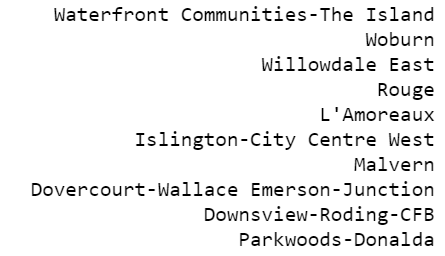 Waterfront Communities-The Island
Woburn
Willowdale East
Rouge
L'Amoreaux
Islington-City Centre West
Malvern
Dovercourt-Wallace Emerson-Junction
Downsview-Roding-CFB
Parkwoods-Donalda